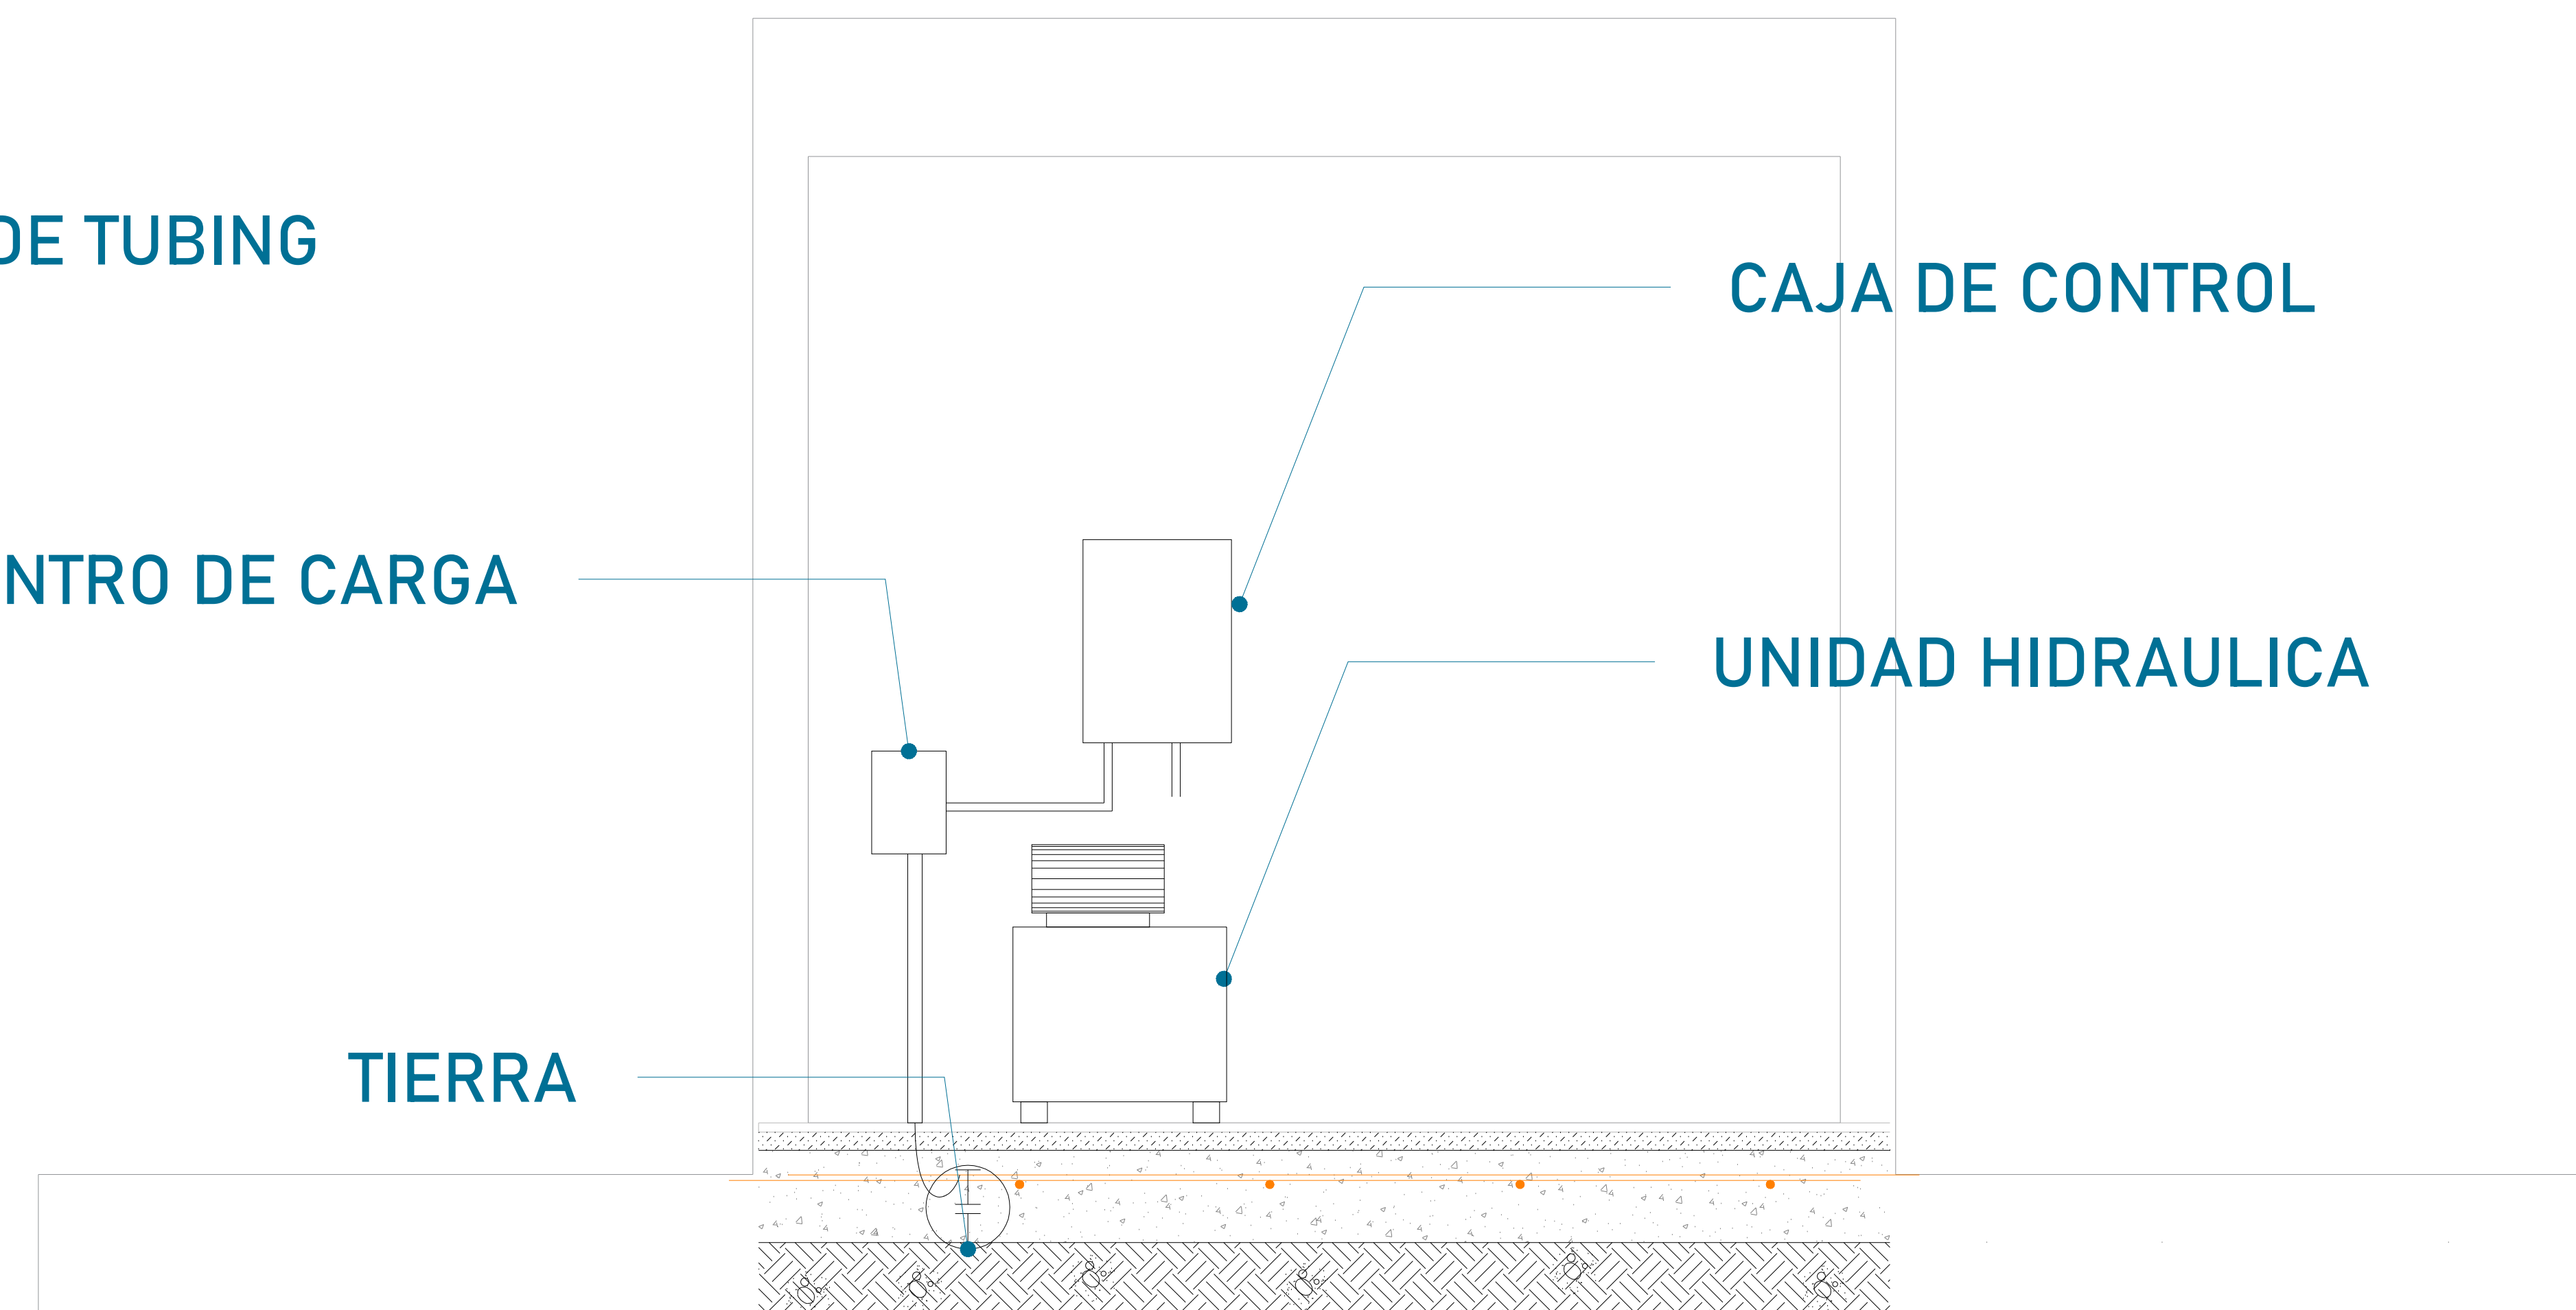 DE TUBING
CAJA DE CONTROL
NTRO DE CARGA
UNIDAD HIDRAULICA
TIERRA